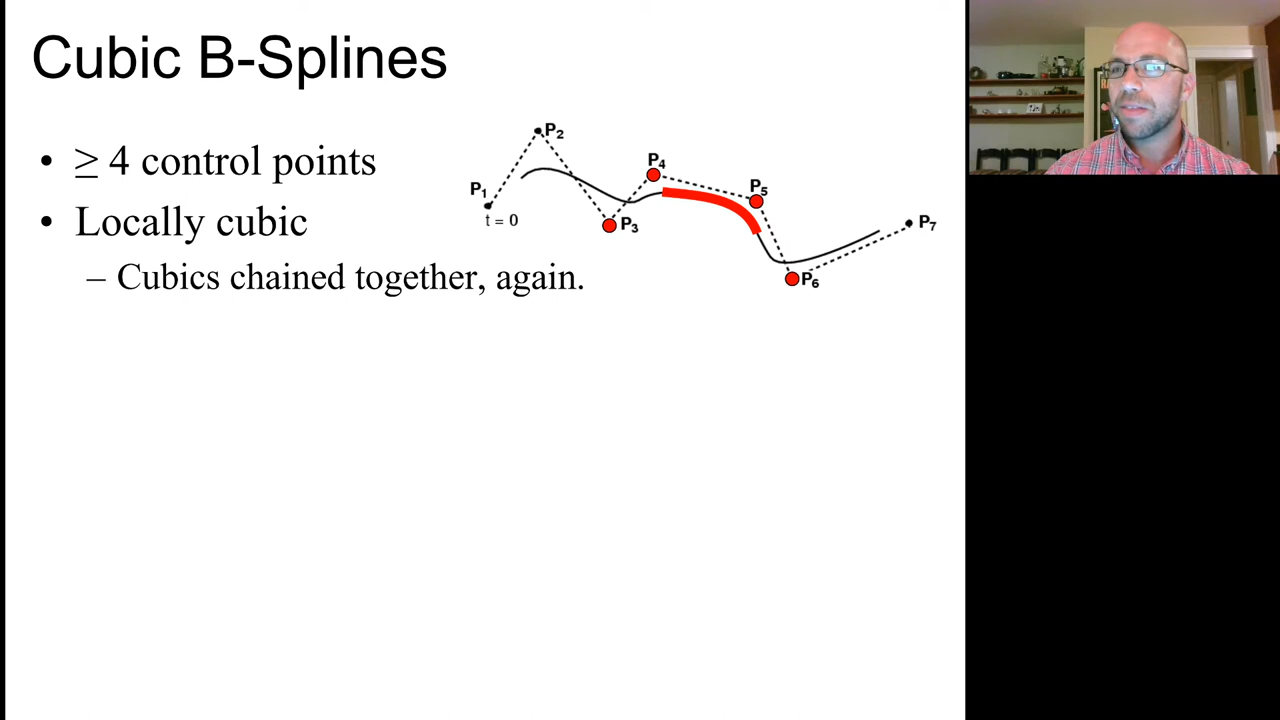 Cubic B-Splines
• ≥ 4 control points
• Locally cubic
– Cubics chained together, again.
P₂
P₄
P₁
P₅
t = 0
P₃
P₇
P₆